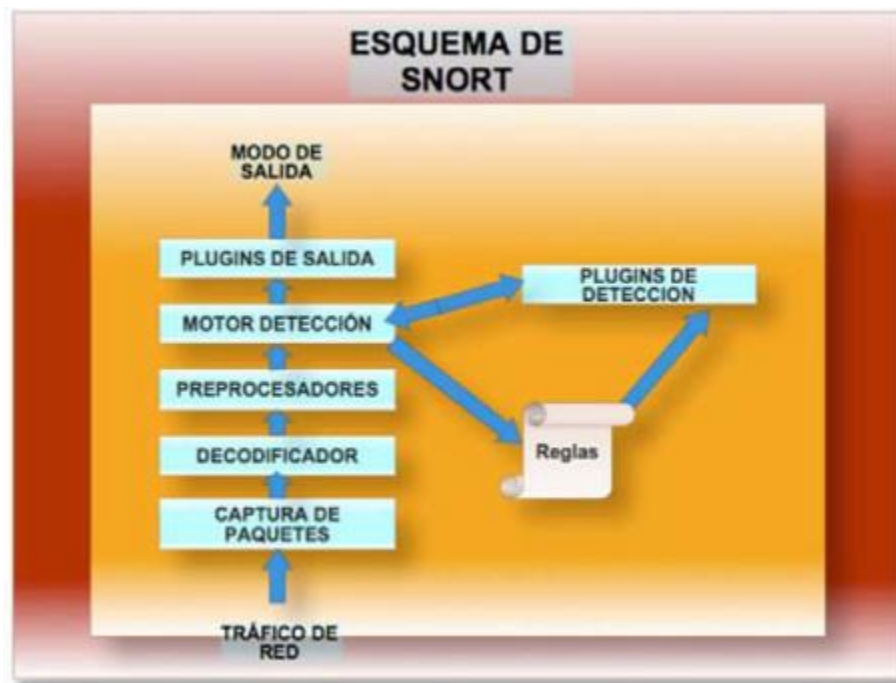 ESQUEMA DE
SNORT
MODO DE
SALIDA
PLUGINS DE SALIDA
PLUGINS DE
DETECCION
MOTOR DETECCIÓN
PREPROCESADORES
Reglas
DECODIFICADOR
CAPTURA DE
PAQUETES
TRÁFICO DE
RED